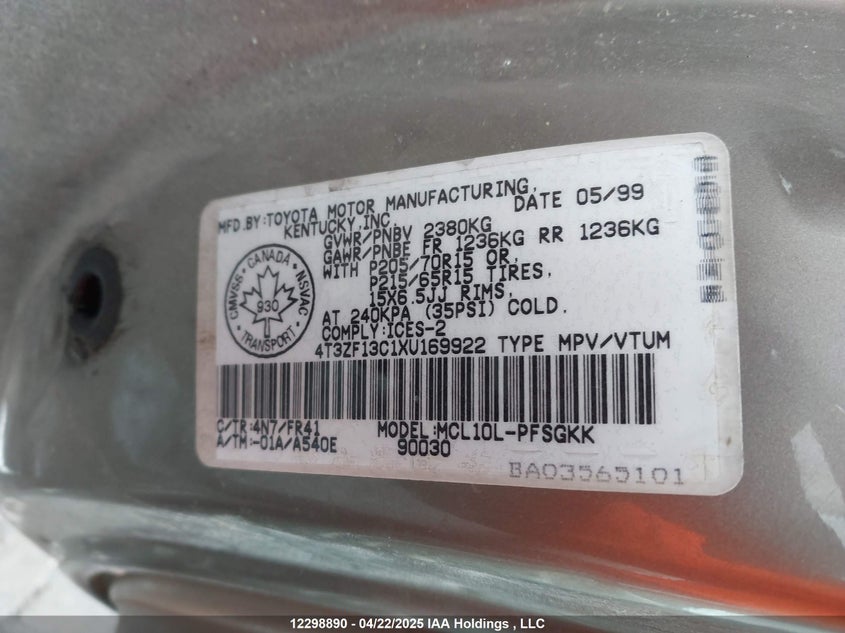 MFD.BY:TOYOTA MOTOR MANUFACTURING, DATE 05/99
KENTUCKY,INC.
GVWR/PNBV 2380KG
GAWR/PNBE FR 1236KG RR 1236KG
WITH P205/70R15 OR,
P215/65R15 TIRES,
15X6.5JJ RIMS,
AT 240KPA (35PSI) COLD.
COMPLY:ICES-2
4T3ZF13C1XU169922 TYPE MPV/VTUM
CMVSS • CANADA • NSVAC
930
• TRANSPORT •
C/TR:4N7/FR41 MODEL:MCL10L-PFSGKK
A/TM:-01A/A540E 90030
BA03565101
12298890 - 04/22/2025 IAA Holdings , LLC